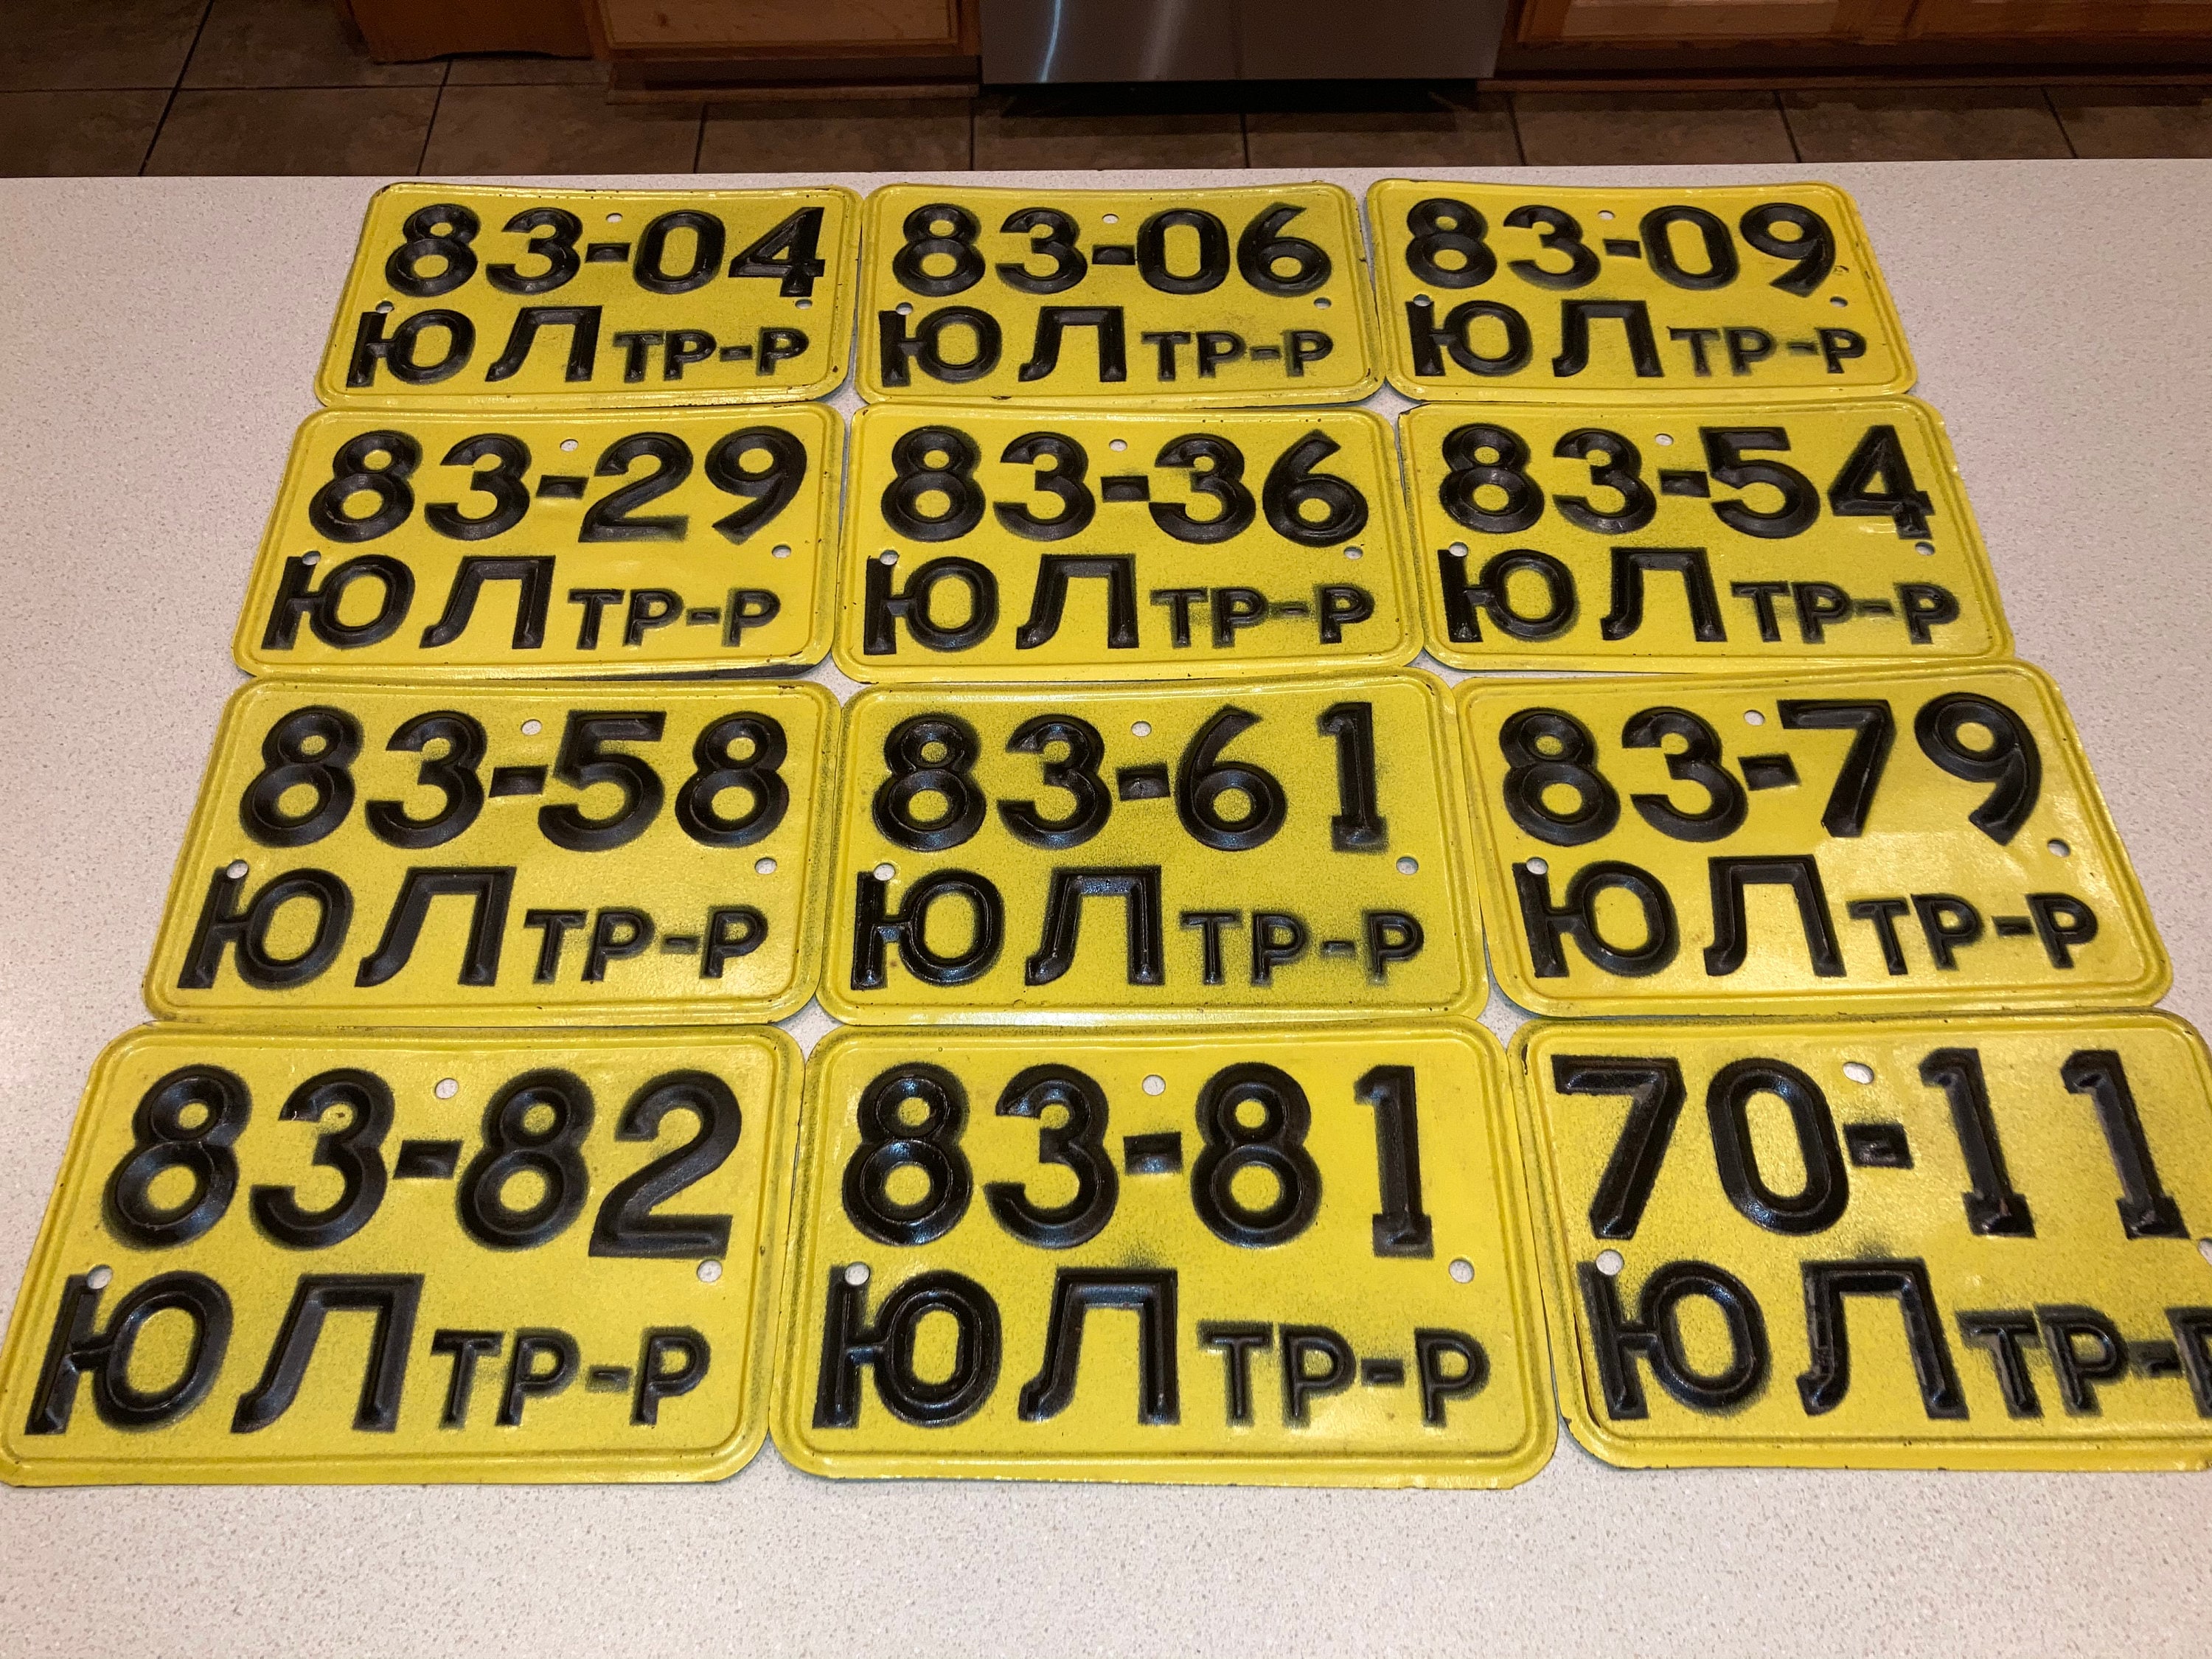 83-04
ЮЛ ТР-Р
83-06
ЮЛ ТР-Р
83-09
ЮЛ ТР-Р
83-29
ЮЛ ТР-Р
83-36
ЮЛ ТР-Р
83-54
ЮЛ ТР-Р
83-58
ЮЛ ТР-Р
83-61
ЮЛ ТР-Р
83-79
ЮЛ ТР-Р
83-82
ЮЛ ТР-Р
83-81
ЮЛ ТР-Р
70-11
ЮЛ ТР-Р